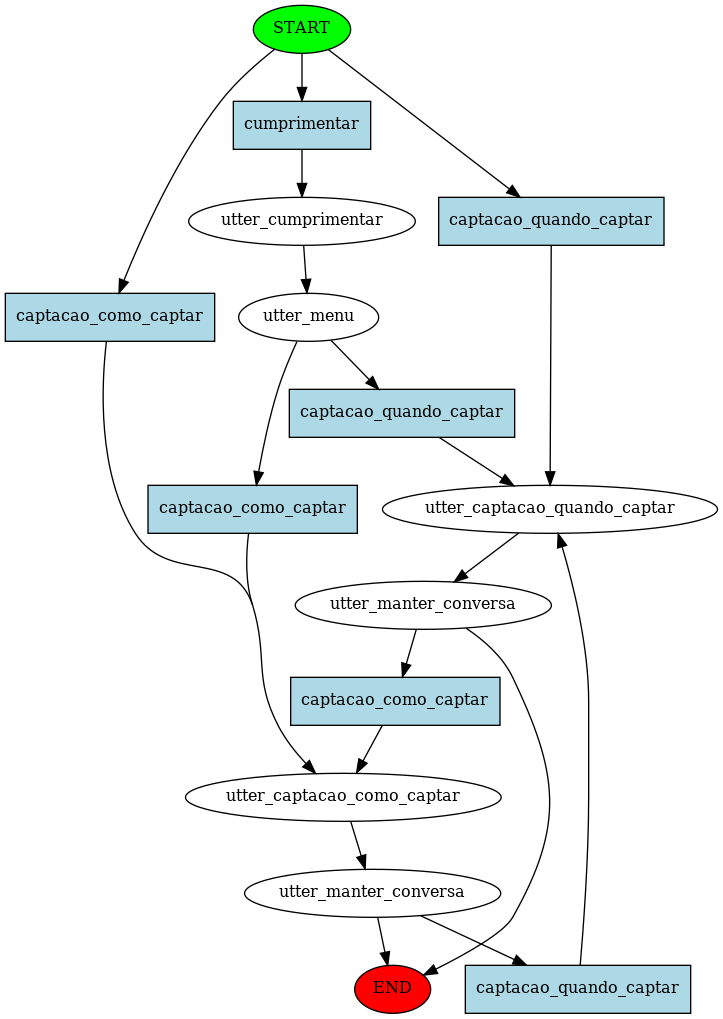 START
cumprimentar
utter_cumprimentar
captacao_quando_captar
captacao_como_captar
utter_menu
captacao_quando_captar
captacao_como_captar
utter_captacao_quando_captar
utter_manter_conversa
captacao_como_captar
utter_captacao_como_captar
utter_manter_conversa
END
captacao_quando_captar